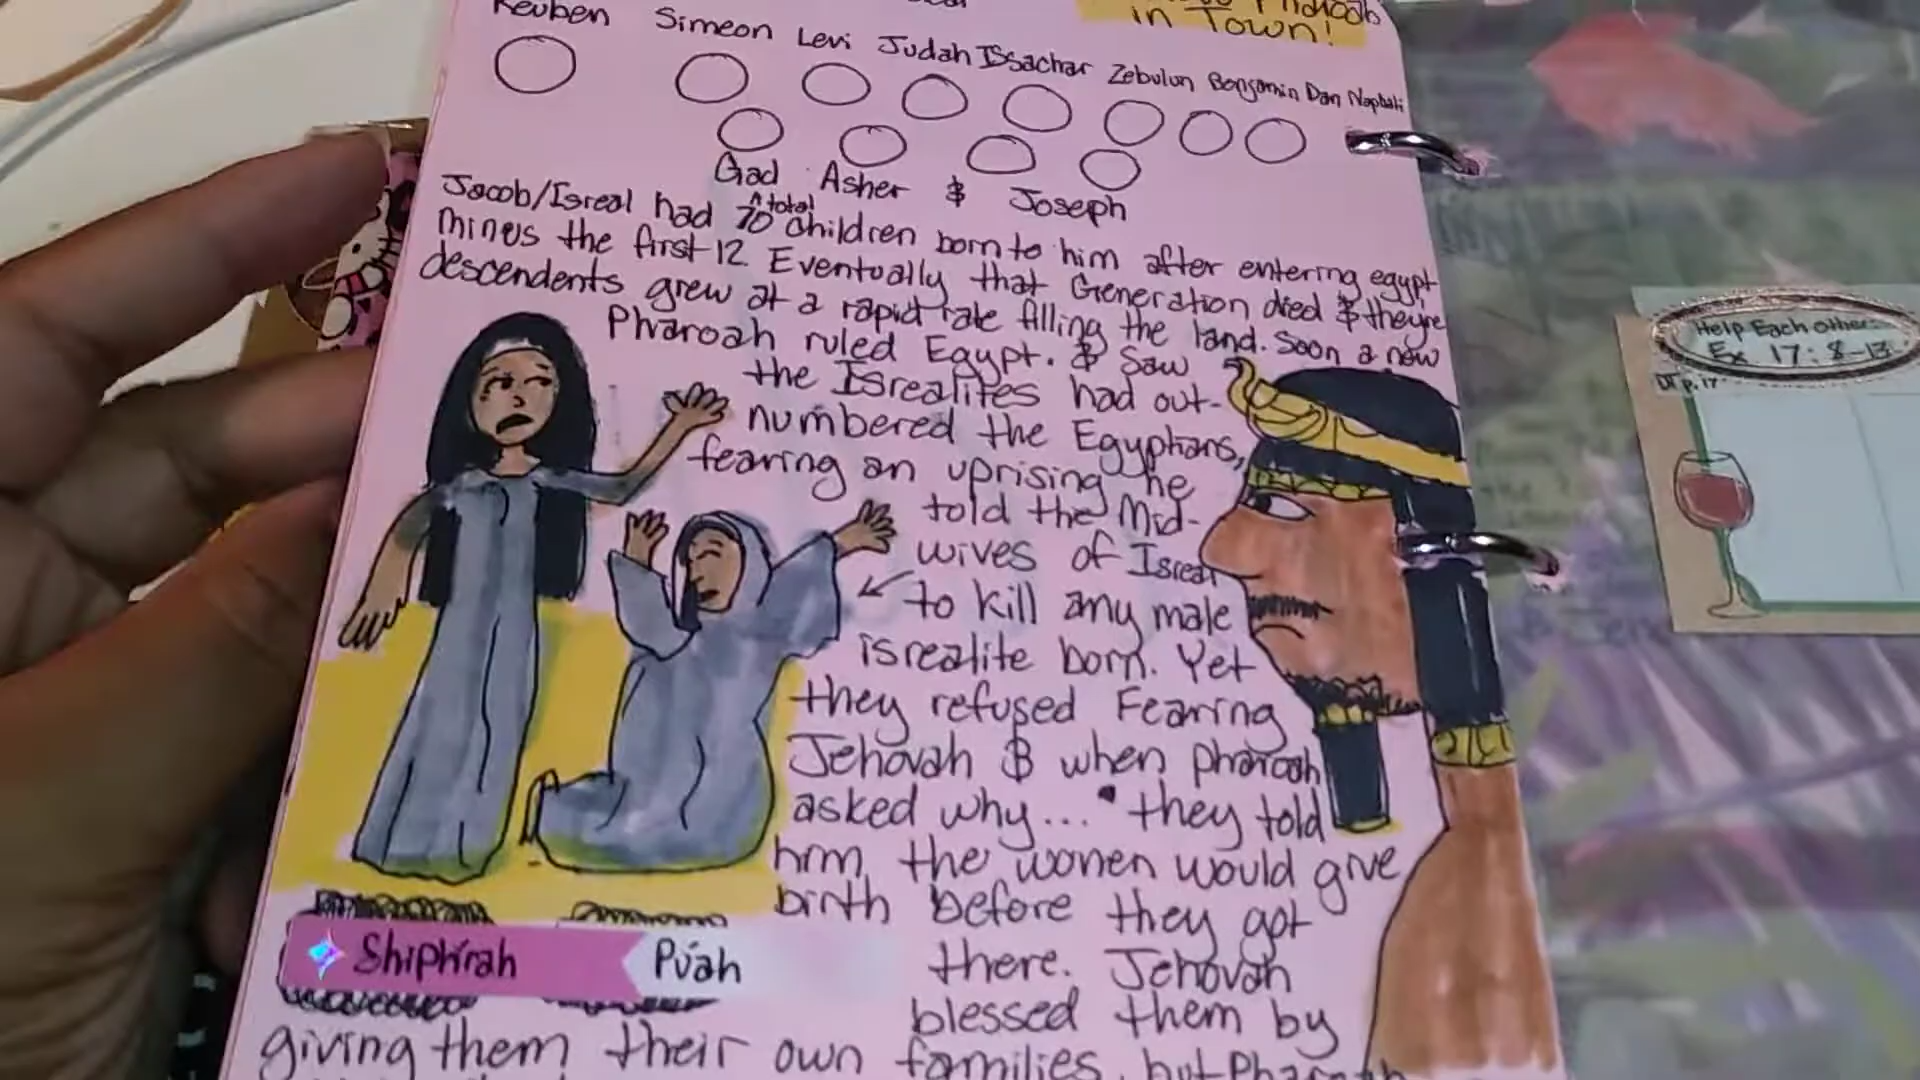 in Town!
Reuben Simeon Levi Judah Issachar Zebulun Benjamin Dan Naptali
Gad Asher & Joseph
Jacob/Isreal had 70 ^total children born to him after entering egypt
minus the first 12. Eventually that Generation died & theyre
descendents grew at a rapid rate filling the land. Soon a new
Pharoah ruled Egypt. & Saw
the Isrealites had out-
numbered the Egyptians,
fearing an uprising he
told the Mid-
wives of Isreal
to kill any male
isrealite born. Yet
they refused Fearing
Jehovah & when pharoah
asked why... they told
him, the women would give
birth before they got
there. Jehovah
blessed them by
giving them their own families, but Pharoah
Shiphrah
Púah
Help Each Other
Ex 17:8-13